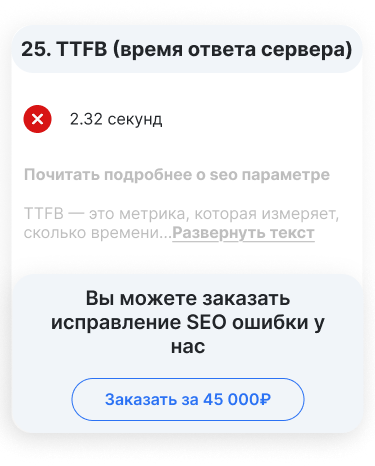 25. TTFB (время ответа сервера)
2.32 секунд
Почитать подробнее о seo параметре
TTFB — это метрика, которая измеряет,
сколько времени...Развернуть текст
Вы можете заказать
исправление SEO ошибки у
нас
Заказать за 45 000₽